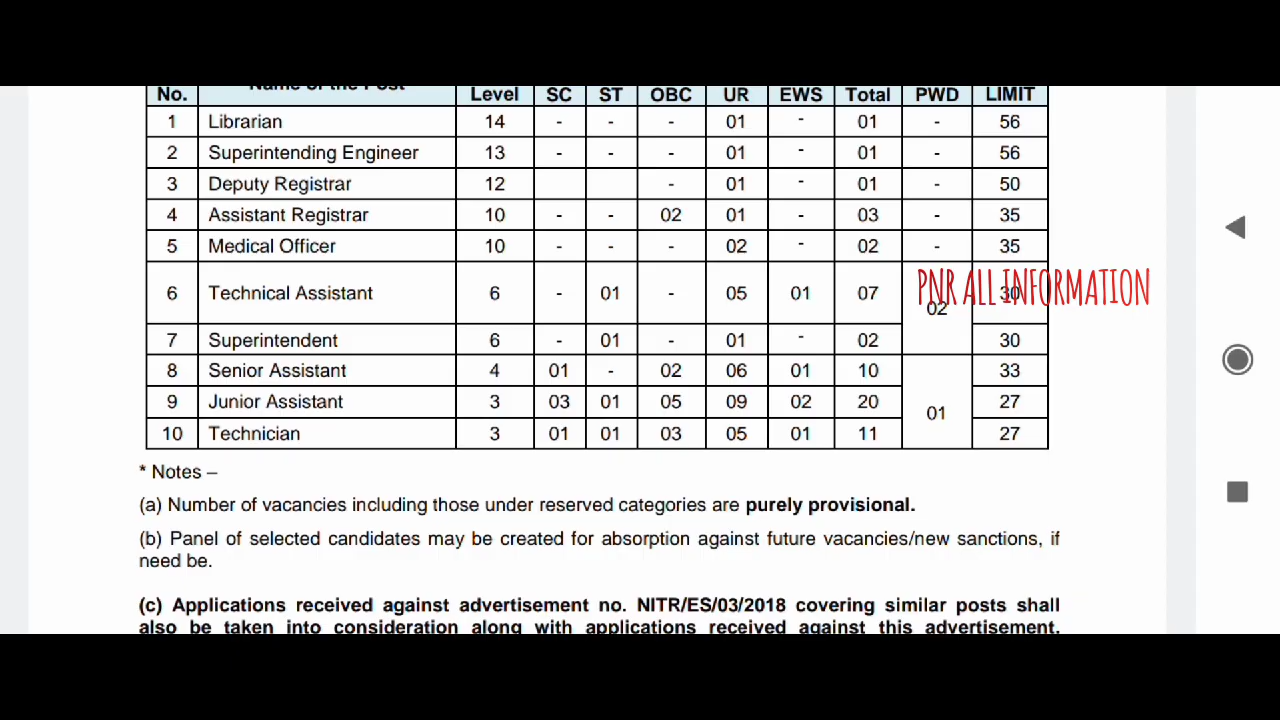 Name of the Post
No. Level SC ST OBC UR EWS Total PWD LIMIT
1 Librarian 14 - - - 01 - 01 - 56
2 Superintending Engineer 13 - - - 01 - 01 - 56
3 Deputy Registrar 12 - 01 - 01 - 50
4 Assistant Registrar 10 - - 02 01 - 03 - 35
5 Medical Officer 10 - - - 02 - 02 - 35
6 Technical Assistant 6 - 01 - 05 01 07 02 30
PNR ALL INFORMATION
7 Superintendent 6 - 01 - 01 - 02 30
8 Senior Assistant 4 01 - 02 06 01 10 33
9 Junior Assistant 3 03 01 05 09 02 20 01 27
10 Technician 3 01 01 03 05 01 11 27
* Notes –
(a) Number of vacancies including those under reserved categories are purely provisional.
(b) Panel of selected candidates may be created for absorption against future vacancies/new sanctions, if
need be.
(c) Applications received against advertisement no. NITR/ES/03/2018 covering similar posts shall
also be taken into consideration along with applications received against this advertisement.